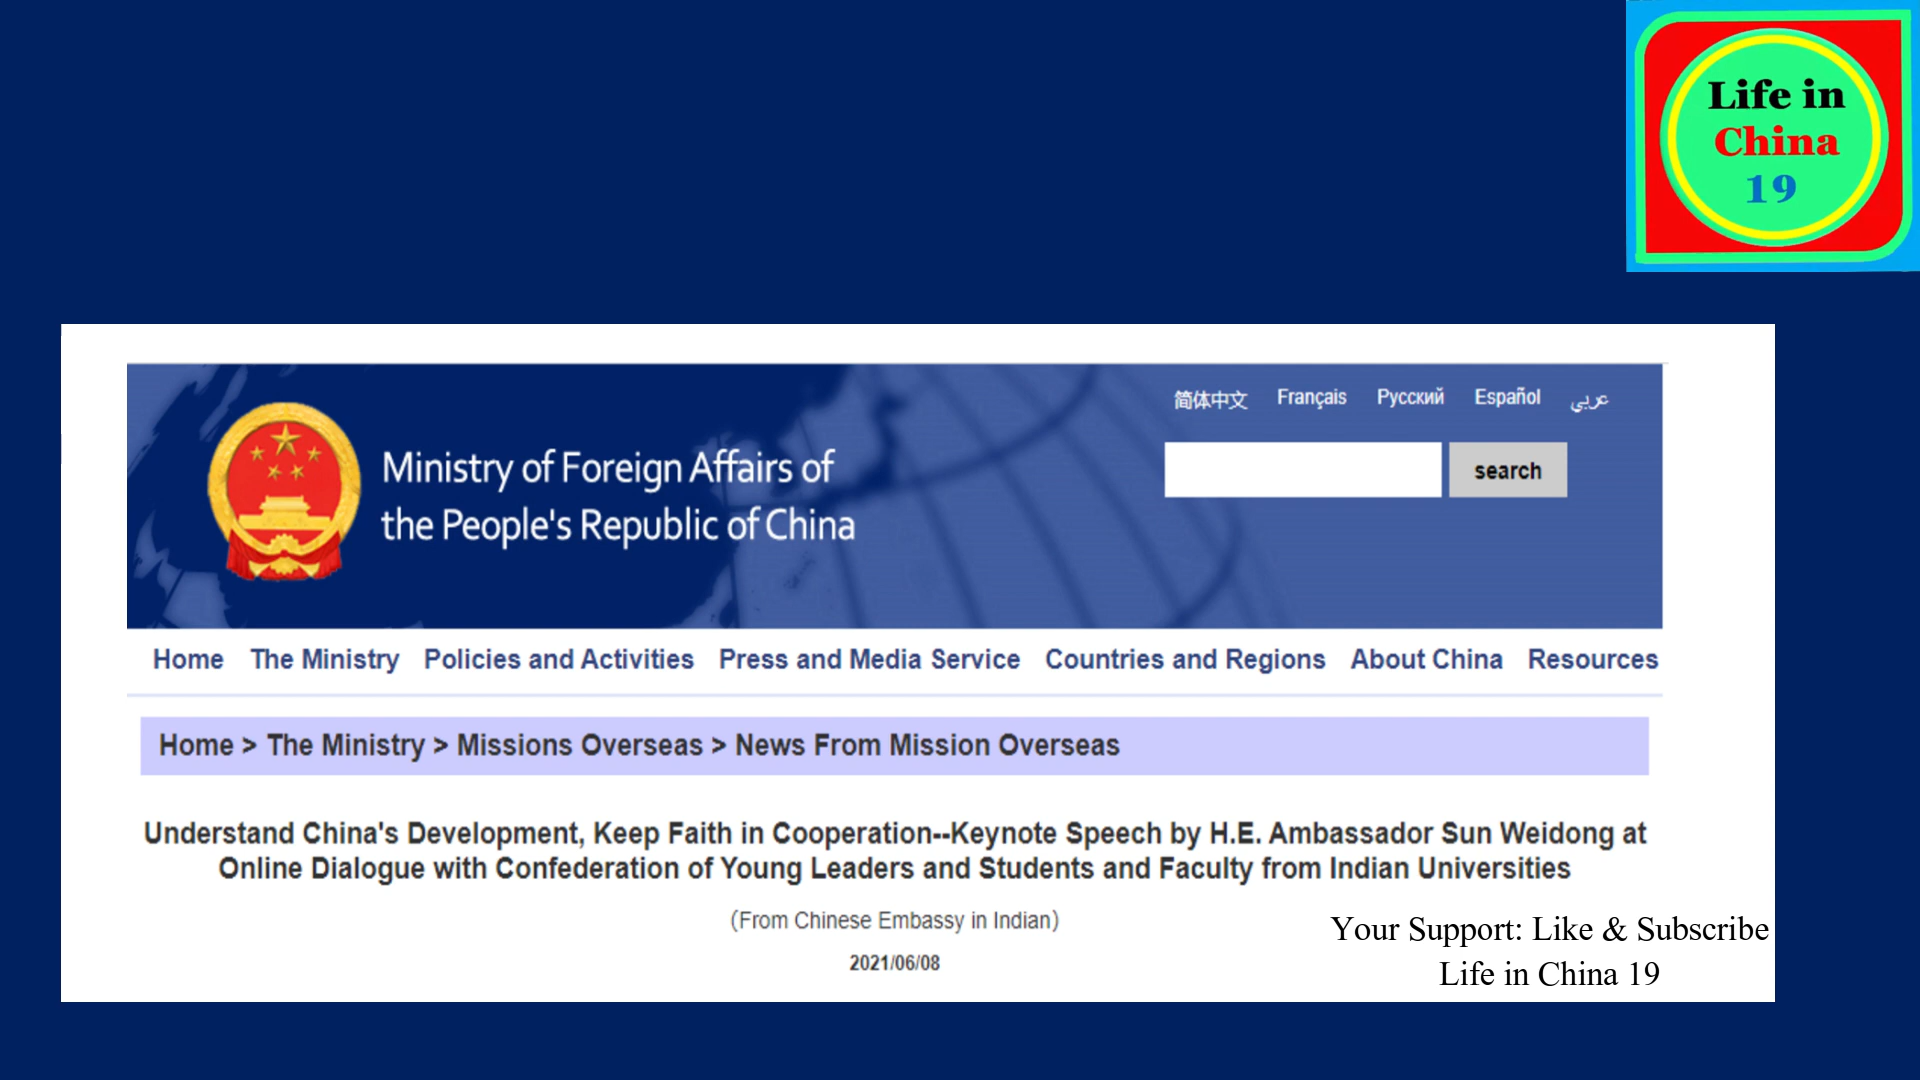 Life in
China
19
简体中文 Français Русский Español عربي
search
Ministry of Foreign Affairs of
the People's Republic of China
Home The Ministry Policies and Activities Press and Media Service Countries and Regions About China Resources
Home > The Ministry > Missions Overseas > News From Mission Overseas
Understand China's Development, Keep Faith in Cooperation--Keynote Speech by H.E. Ambassador Sun Weidong at
Online Dialogue with Confederation of Young Leaders and Students and Faculty from Indian Universities
(From Chinese Embassy in Indian)
2021/06/08
Your Support: Like & Subscribe
Life in China 19